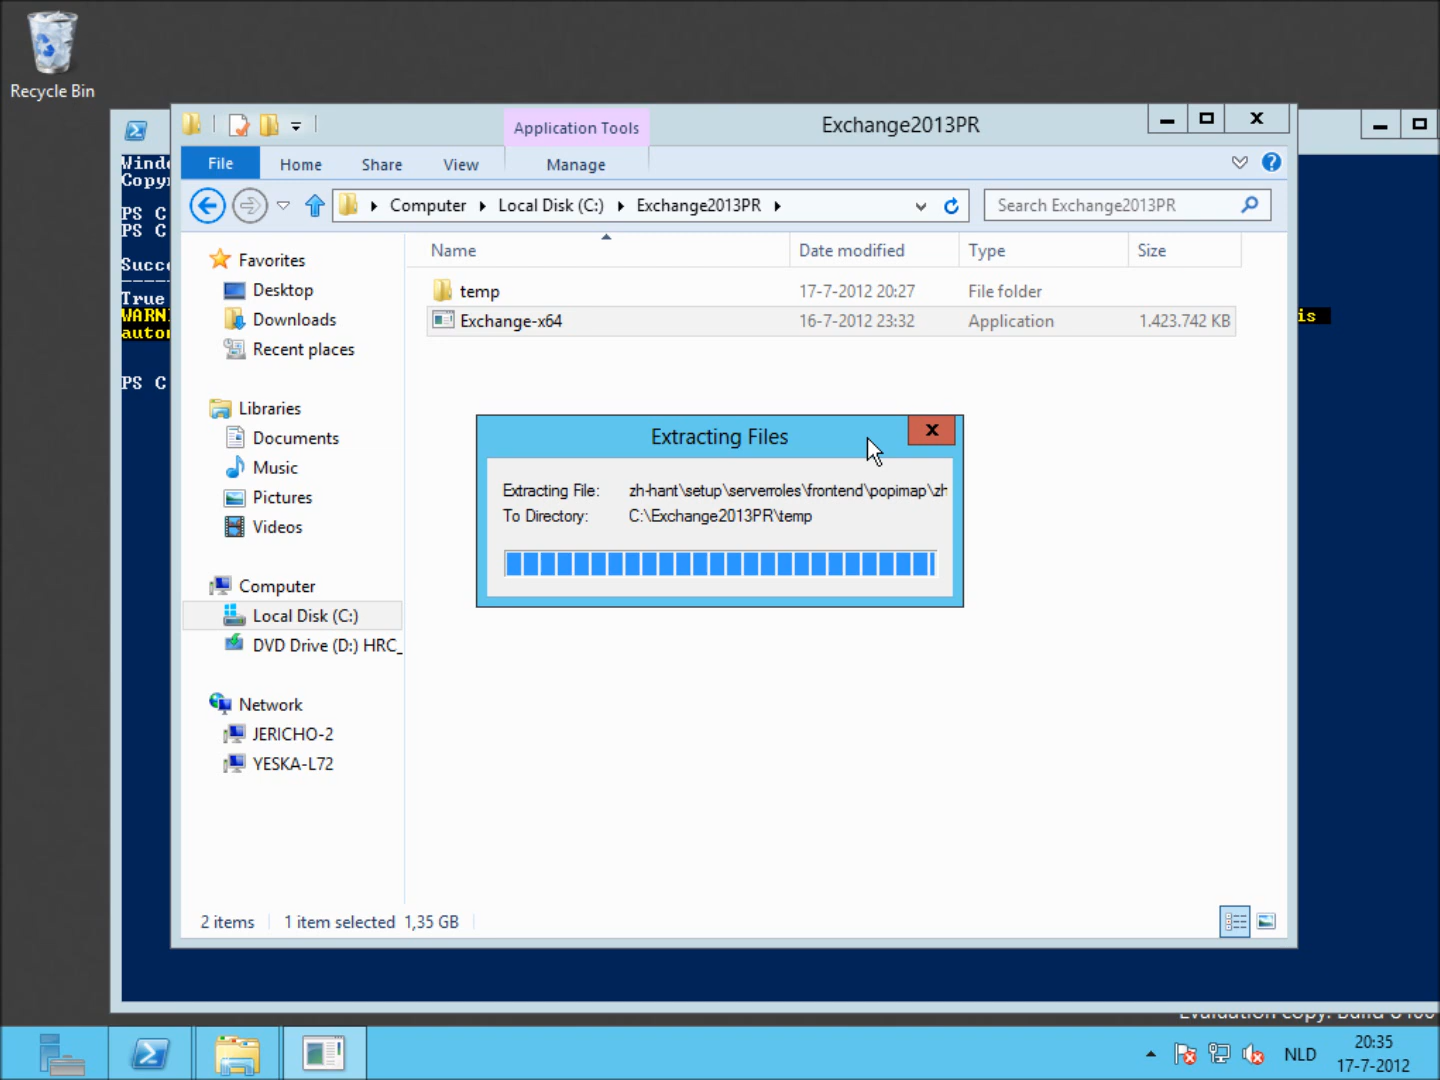 Recycle Bin
Application Tools
Exchange2013PR
File
Home
Share
View
Manage
Computer
Local Disk (C:)
Exchange2013PR
Search Exchange2013PR
Name
Date modified
Type
Size
temp
17-7-2012 20:27
File folder
Exchange-x64
16-7-2012 23:32
Application
1.423.742 KB
Favorites
Desktop
Downloads
Recent places
Libraries
Documents
Music
Pictures
Videos
Computer
Local Disk (C:)
DVD Drive (D:) HRC_
Network
JERICHO-2
YESKA-L72
Extracting Files
Extracting File: zh-hant\setup\serverroles\frontend\popimap\zh
To Directory: C:\Exchange2013PR\temp
2 items
1 item selected 1,35 GB
Wind
Copy
PS C
PS C
Succ
True
WARN
is
auto
PS C
Evaluation copy. Build
NLD
20:35
17-7-2012